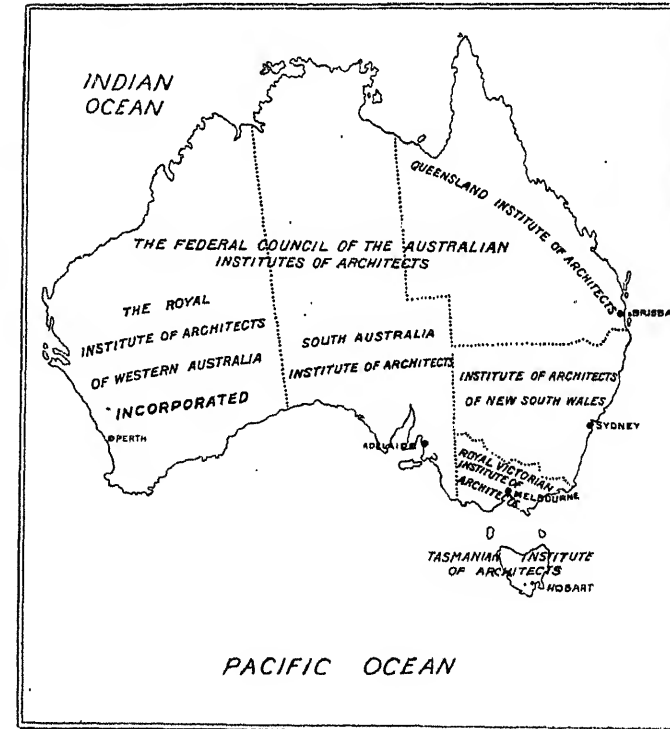 INDIAN
OCEAN
QUEENSLAND INSTITUTE OF ARCHITECTS
THE FEDERAL COUNCIL OF THE AUSTRALIAN
INSTITUTES OF ARCHITECTS
THE ROYAL
INSTITUTE OF ARCHITECTS
OF WESTERN AUSTRALIA
INCORPORATED
PERTH
SOUTH AUSTRALIA
INSTITUTE OF ARCHITECTS
ADELAID
BRISBA
INSTITUTE OF ARCHITECTS
OF NEW SOUTH WALES
SYDNEY
ROYAL VICTORIAN
INSTITUTE OF
ARCHITECTS
MELBOURNE
TASMANIAN INSTITUTE
OF ARCHITECTS
HOBART
PACIFIC OCEAN